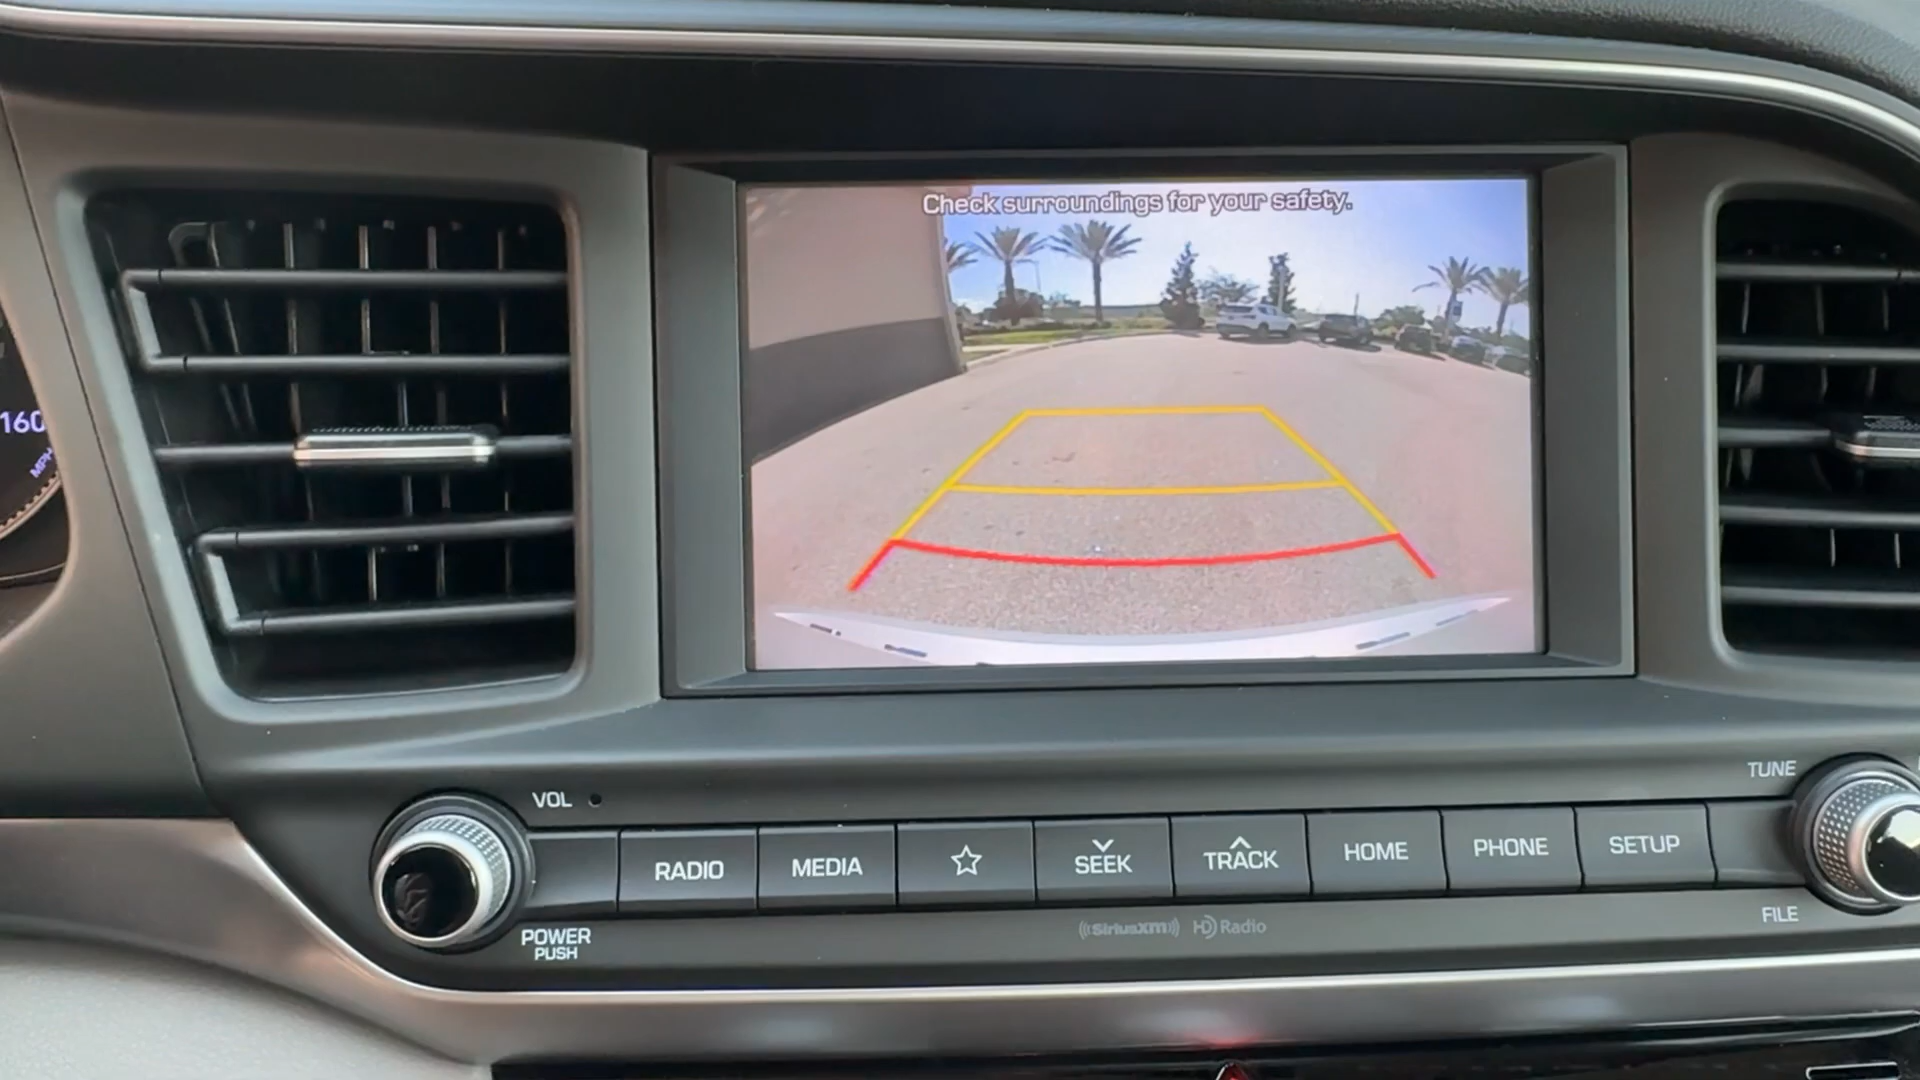 Check surroundings for your safety.
160
MPH
VOL
TUNE
RADIO
MEDIA
SEEK
TRACK
HOME
PHONE
SETUP
POWER
PUSH
SiriusXM
HD Radio
FILE